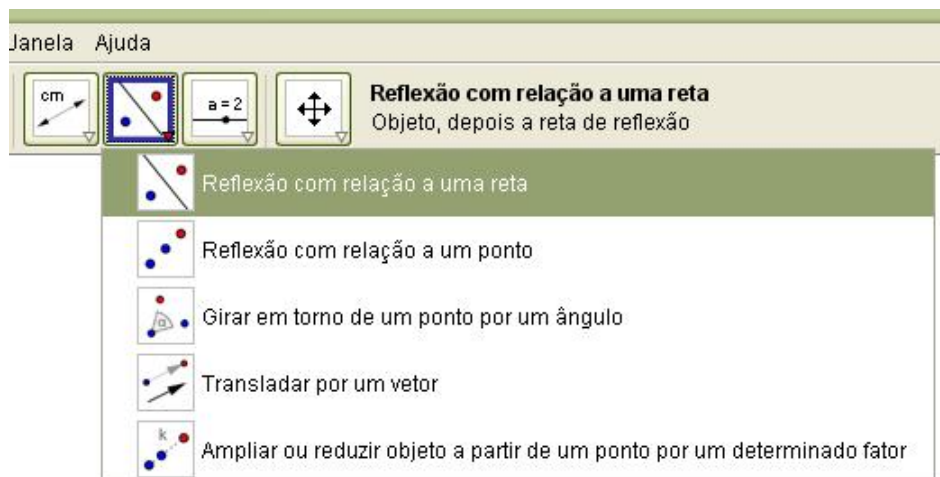 Janela Ajuda
cm
a = 2
Reflexão com relação a uma reta
Objeto, depois a reta de reflexão
Reflexão com relação a uma reta
Reflexão com relação a um ponto
α
Girar em torno de um ponto por um ângulo
Transladar por um vetor
k
Ampliar ou reduzir objeto a partir de um ponto por um determinado fator